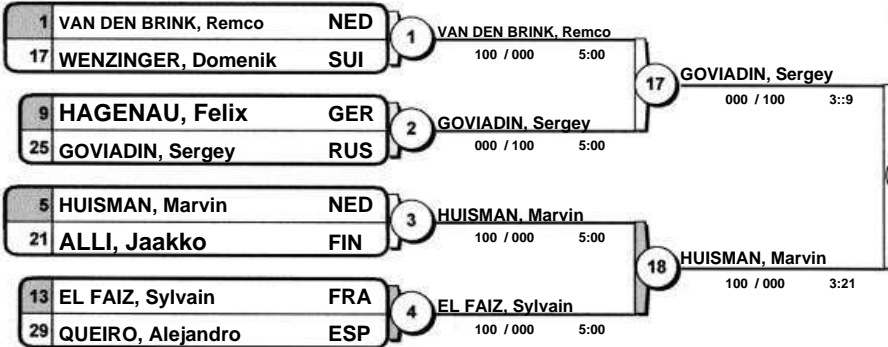 1 VAN DEN BRINK, Remco NED
17 WENZINGER, Domenik SUI
1
VAN DEN BRINK, Remco
100 / 000 5:00
9 HAGENAU, Felix GER
25 GOVIADIN, Sergey RUS
2
GOVIADIN, Sergey
000 / 100 5:00
17
GOVIADIN, Sergey
000 / 100 3::9
5 HUISMAN, Marvin NED
21 ALLI, Jaakko FIN
3
HUISMAN, Marvin
100 / 000 5:00
13 EL FAIZ, Sylvain FRA
29 QUEIRO, Alejandro ESP
4
EL FAIZ, Sylvain
100 / 000 5:00
18
HUISMAN, Marvin
100 / 000 3:21